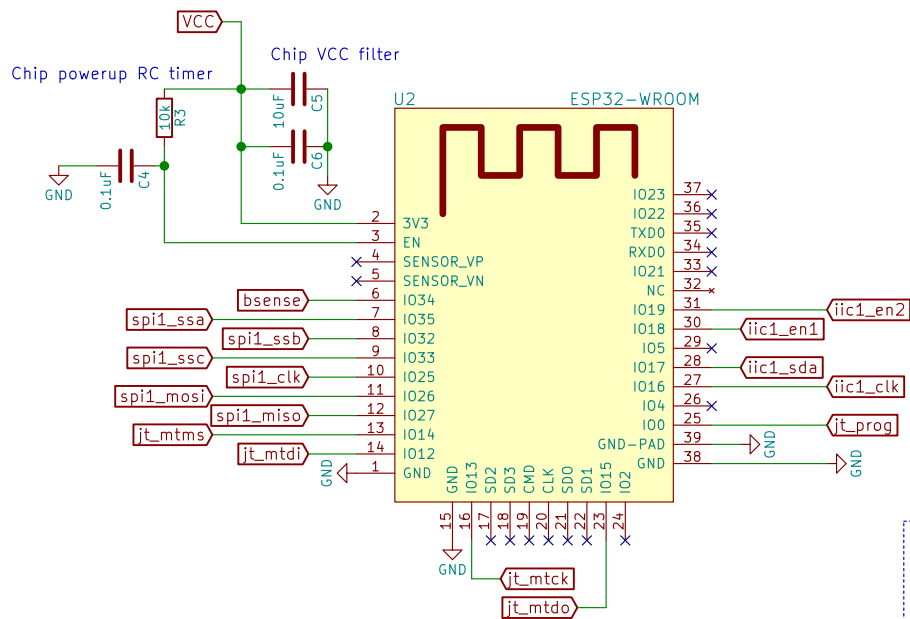 VCC
Chip VCC filter
Chip powerup RC timer
10uF
C5
10k
R3
0.1uF
C6
0.1uF
C4
GND
GND
U2
ESP32-WROOM
2 3V3
3 EN
4 SENSOR_VP
5 SENSOR_VN
bsense 6 IO34
spi1_ssa 7 IO35
spi1_ssb 8 IO32
spi1_ssc 9 IO33
spi1_clk 10 IO25
spi1_mosi 11 IO26
spi1_miso 12 IO27
jt_mtms 13 IO14
jt_mtdi 14 IO12
GND 1 GND
IO23 37
IO22 36
TXD0 35
RXD0 34
IO21 33
NC 32
IO19 31 iic1_en2
IO18 30 iic1_en1
IO5 29
IO17 28 iic1_sda
IO16 27 iic1_clk
IO4 26
IO0 25 jt_prog
GND-PAD 39 GND
GND 38 GND
GND IO13 SD2 SD3 CMD CLK SD0 SD1 IO15 IO2
15 16 17 18 19 20 21 22 23 24
GND
jt_mtck
jt_mtdo